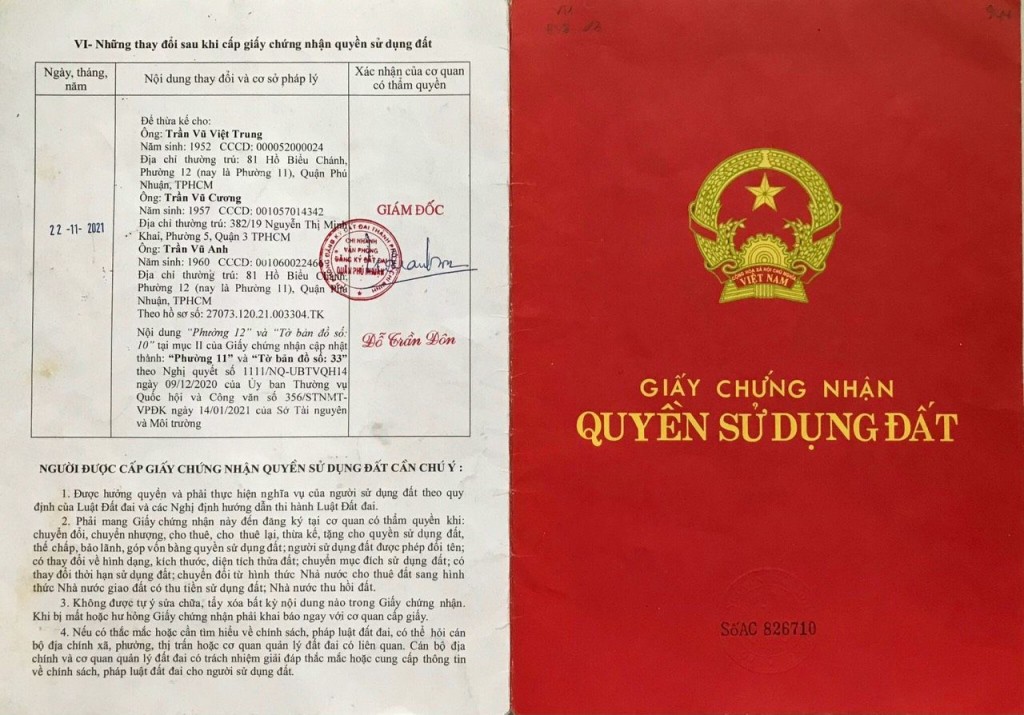 VI- Những thay đổi sau khi cấp giấy chứng nhận quyền sử dụng đất
Ngày, tháng, năm
Nội dung thay đổi và cơ sở pháp lý
Xác nhận của cơ quan có thẩm quyền
22 -11- 2021
Để thừa kế cho:
Ông: Trần Vũ Việt Trung
Năm sinh: 1952 CCCD: 000052000024
Địa chỉ thường trú: 81 Hồ Biểu Chánh,
Phường 12 (nay là Phường 11), Quận Phú
Nhuận, TPHCM
Ông: Trần Vũ Cương
Năm sinh: 1957 CCCD: 001057014342
Địa chỉ thường trú: 382/19 Nguyễn Thị Minh
Khai, Phường 5, Quận 3 TPHCM
Ông: Trần Vũ Anh
Năm sinh: 1960 CCCD: 001060022460
Địa chỉ thường trú: 81 Hồ Biểu Chánh,
Phường 12 (nay là Phường 11), Quận Phú
Nhuận, TPHCM
Theo hồ sơ số: 27073.120.21.003304.TK
Nội dung "Phường 12" và "Tờ bản đồ số:
10" tại mục II của Giấy chứng nhận cập nhật
thành: "Phường 11" và "Tờ bản đồ số: 33"
theo Nghị quyết số 1111/NQ-UBTVQH14
ngày 09/12/2020 của Ủy ban Thường vụ
Quốc hội và Công văn số 356/STNMT-
VPĐK ngày 14/01/2021 của Sở Tài nguyên
và Môi trường
GIÁM ĐỐC
CHI NHÁNH
VĂN PHÒNG
ĐĂNG KÝ ĐẤT ĐAI
QUẬN PHÚ NHUẬN
Đỗ Trần Đôn
NGƯỜI ĐƯỢC CẤP GIẤY CHỨNG NHẬN QUYỀN SỬ DỤNG ĐẤT CẦN CHÚ Ý :
1. Được hưởng quyền và phải thực hiện nghĩa vụ của người sử dụng đất theo quy
định của Luật Đất đai và các Nghị định hướng dẫn thi hành Luật Đất đai.
2. Phải mang Giấy chứng nhận này đến đăng ký tại cơ quan có thẩm quyền khi:
chuyển đổi, chuyển nhượng, cho thuê, cho thuê lại, thừa kế, tặng cho quyền sử dụng đất,
thế chấp, bảo lãnh, góp vốn bằng quyền sử dụng đất; người sử dụng đất được phép đổi tên;
có thay đổi về hình dạng, kích thước, diện tích thửa đất; chuyển mục đích sử dụng đất; có
thay đổi thời hạn sử dụng đất; chuyển đổi từ hình thức Nhà nước cho thuê đất sang hình
thức Nhà nước giao đất có thu tiền sử dụng đất; Nhà nước thu hồi đất.
3. Không được tự ý sửa chữa, tẩy xóa bất kỳ nội dung nào trong Giấy chứng nhận.
Khi bị mất hoặc hư hỏng Giấy chứng nhận phải khai báo ngay với cơ quan cấp giấy.
4. Nếu có thắc mắc hoặc cần tìm hiểu về chính sách, pháp luật đất đai, có thể hỏi cán
bộ địa chính xã, phường, thị trấn hoặc cơ quan quản lý đất đai có liên quan. Cán bộ địa
chính và cơ quan quản lý đất đai có trách nhiệm giải đáp thắc mắc hoặc cung cấp thông tin
về chính sách, pháp luật đất đai cho người sử dụng đất.
CỘNG HÒA XÃ HỘI CHỦ NGHĨA
VIỆT NAM
GIẤY CHỨNG NHẬN
QUYỀN SỬ DỤNG ĐẤT
Số AC 826710